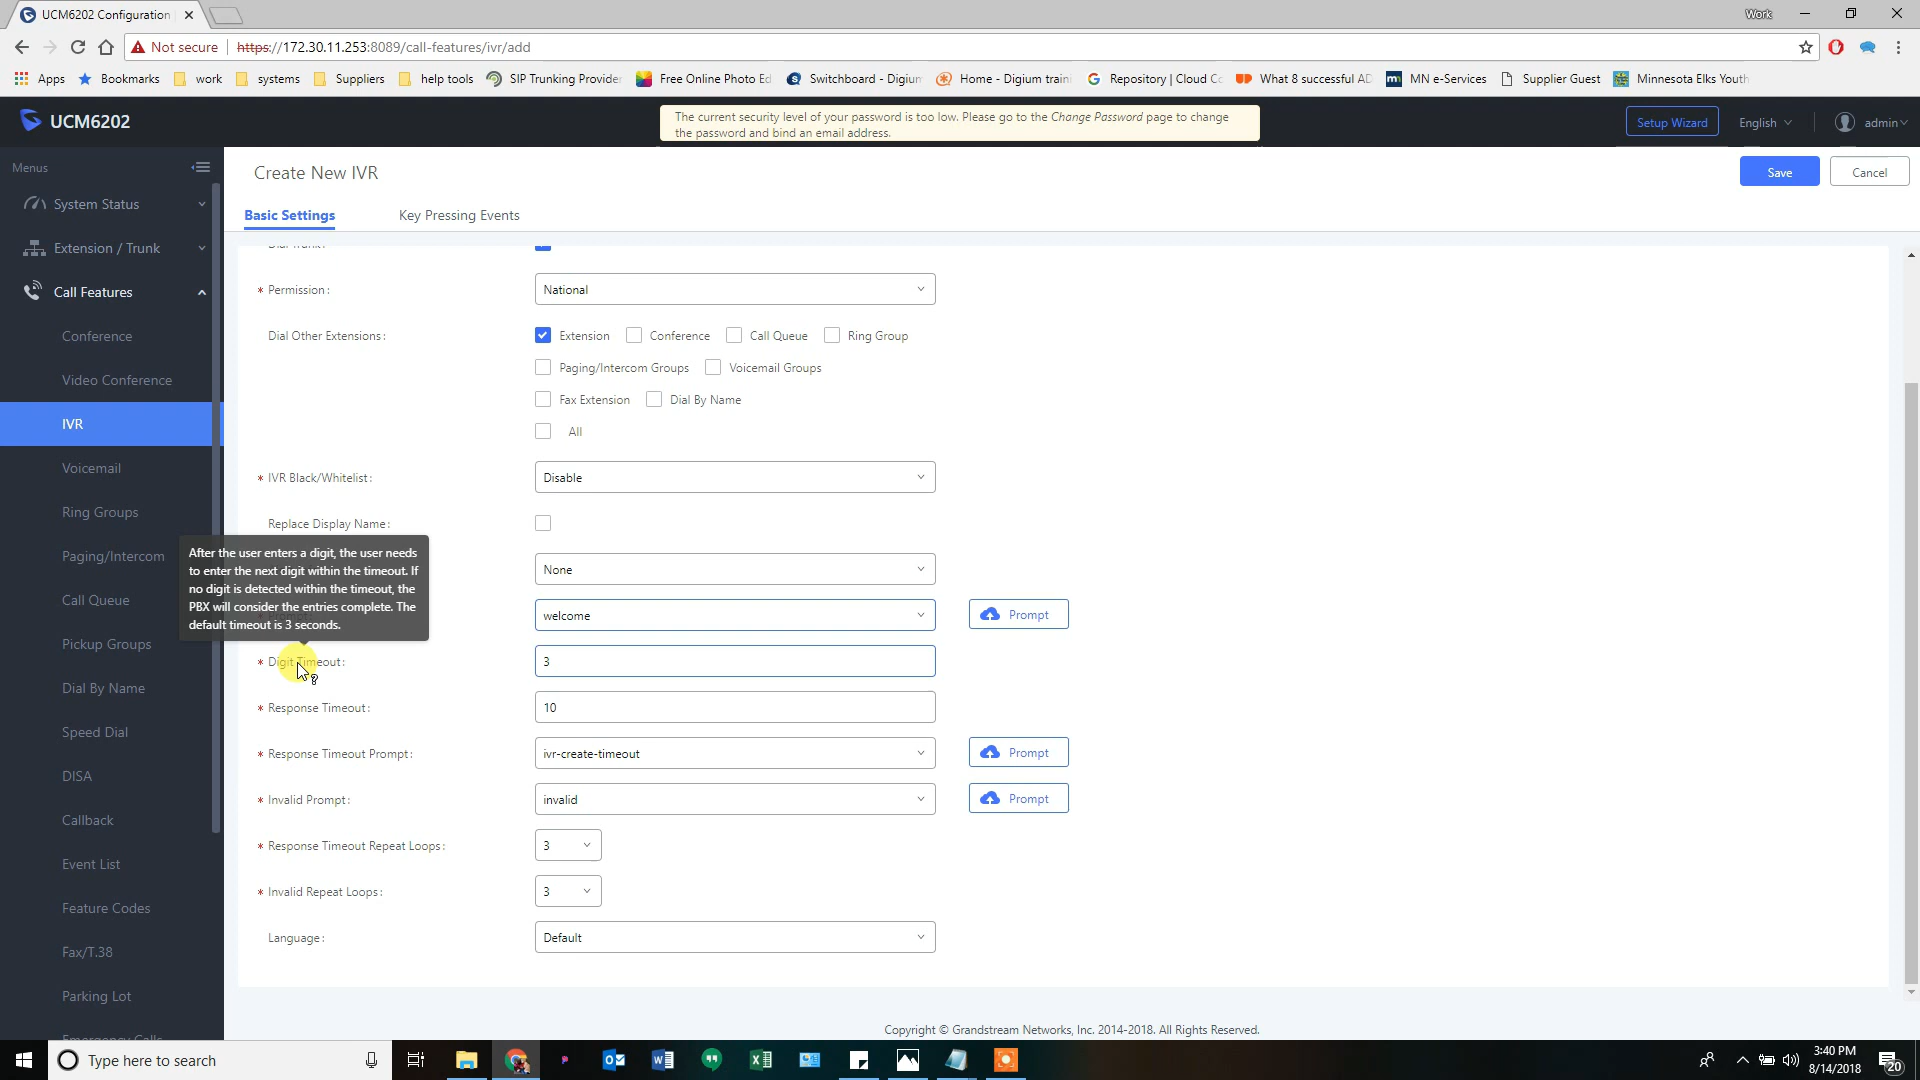 UCM6202 Configuration
Work
Not secure
https://172.30.11.253:8089/call-features/ivr/add
Apps
Bookmarks
work
systems
Suppliers
help tools
SIP Trunking Provide
Free Online Photo Ed
Switchboard - Digium
Home - Digium traini
Repository | Cloud Co
What 8 successful AD
MN e-Services
Supplier Guest
Minnesota Elks Youth
UCM6202
The current security level of your password is too low. Please go to the Change Password page to change
the password and bind an email address.
Setup Wizard
English
admin
Menus
Create New IVR
Save
Cancel
System Status
Basic Settings
Key Pressing Events
Extension / Trunk
Call Features
* Permission:
National
Conference
Dial Other Extensions:
Extension
Conference
Call Queue
Ring Group
Video Conference
Paging/Intercom Groups
Voicemail Groups
Fax Extension
Dial By Name
IVR
All
Voicemail
* IVR Black/Whitelist:
Disable
Ring Groups
Replace Display Name:
Paging/Intercom
After the user enters a digit, the user needs
to enter the next digit within the timeout. If
no digit is detected within the timeout, the
PBX will consider the entries complete. The
default timeout is 3 seconds.
None
Call Queue
welcome
Prompt
Pickup Groups
* Digit Timeout:
3
Dial By Name
* Response Timeout:
10
Speed Dial
* Response Timeout Prompt:
ivr-create-timeout
Prompt
DISA
* Invalid Prompt:
invalid
Prompt
Callback
* Response Timeout Repeat Loops:
3
Event List
* Invalid Repeat Loops:
3
Feature Codes
Language:
Default
Fax/T.38
Parking Lot
Emergency Calls
Copyright © Grandstream Networks, Inc. 2014-2018. All Rights Reserved.
Type here to search
3:40 PM
8/14/2018
20